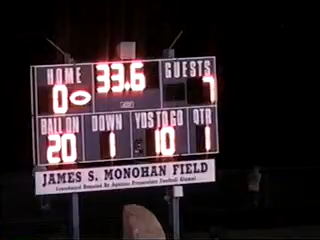 HOME 33.6 GUESTS
0 7
BALL ON DOWN YDS TO GO QTR
20 1 10 1
JAMES S. MONOHAN FIELD